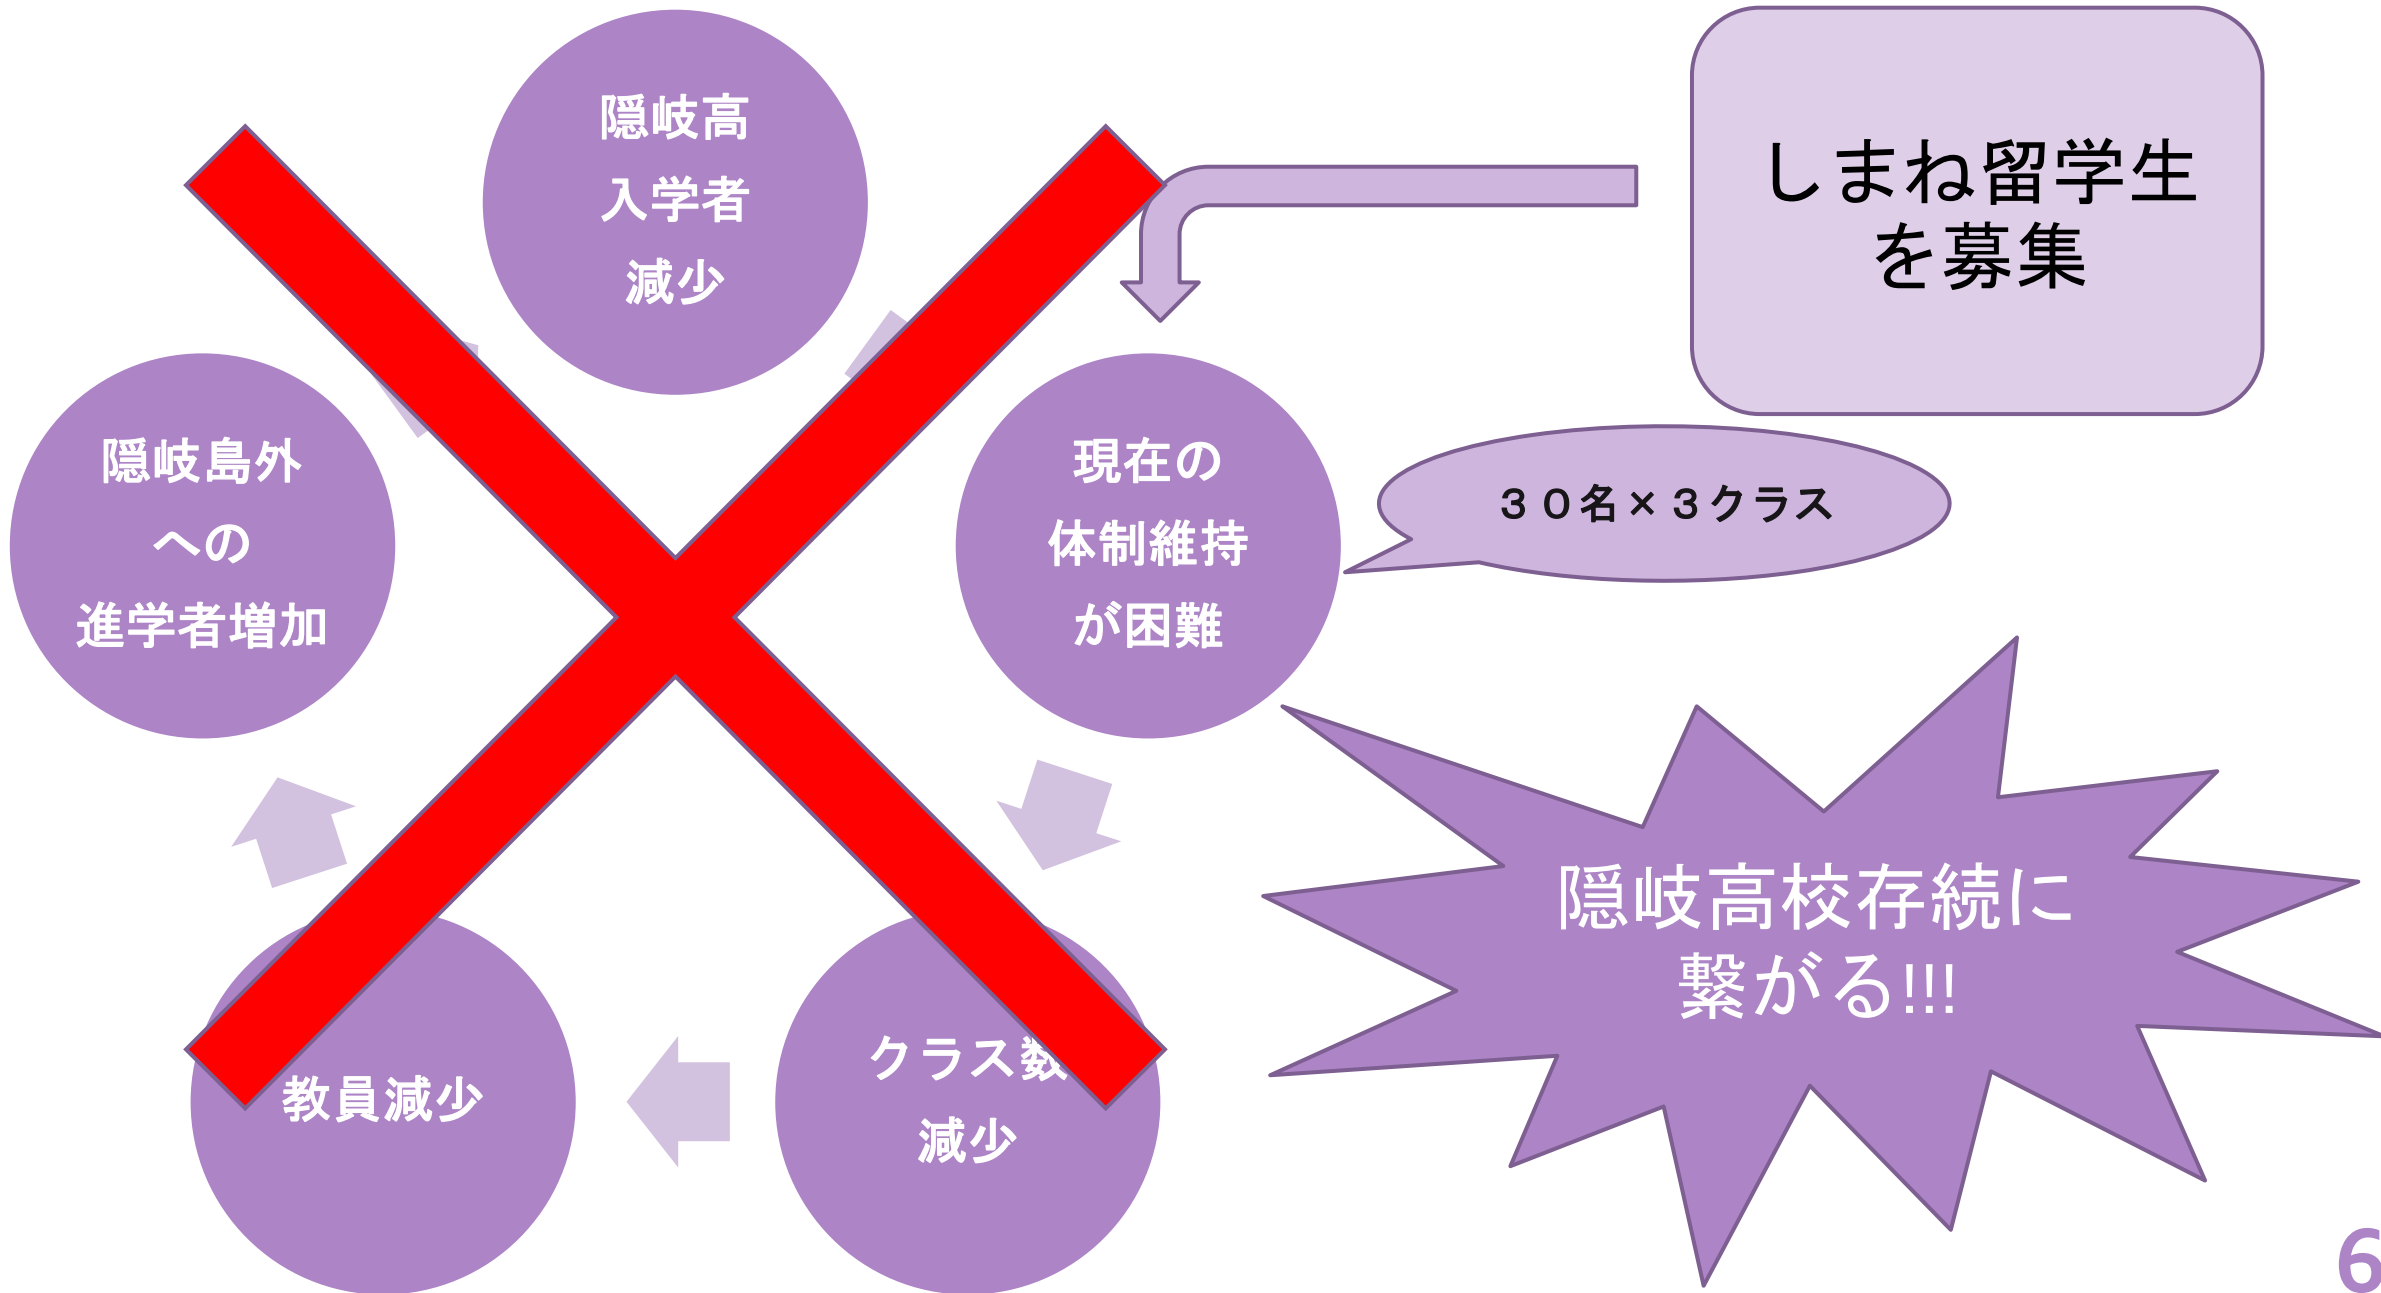 隠岐高
入学者
減少
しまね留学生
を募集
現在の
体制維持
が困難
３０名×３クラス
隠岐島外
への
進学者増加
隠岐高校存続に
繋がる!!!
クラス数
減少
教員減少
6